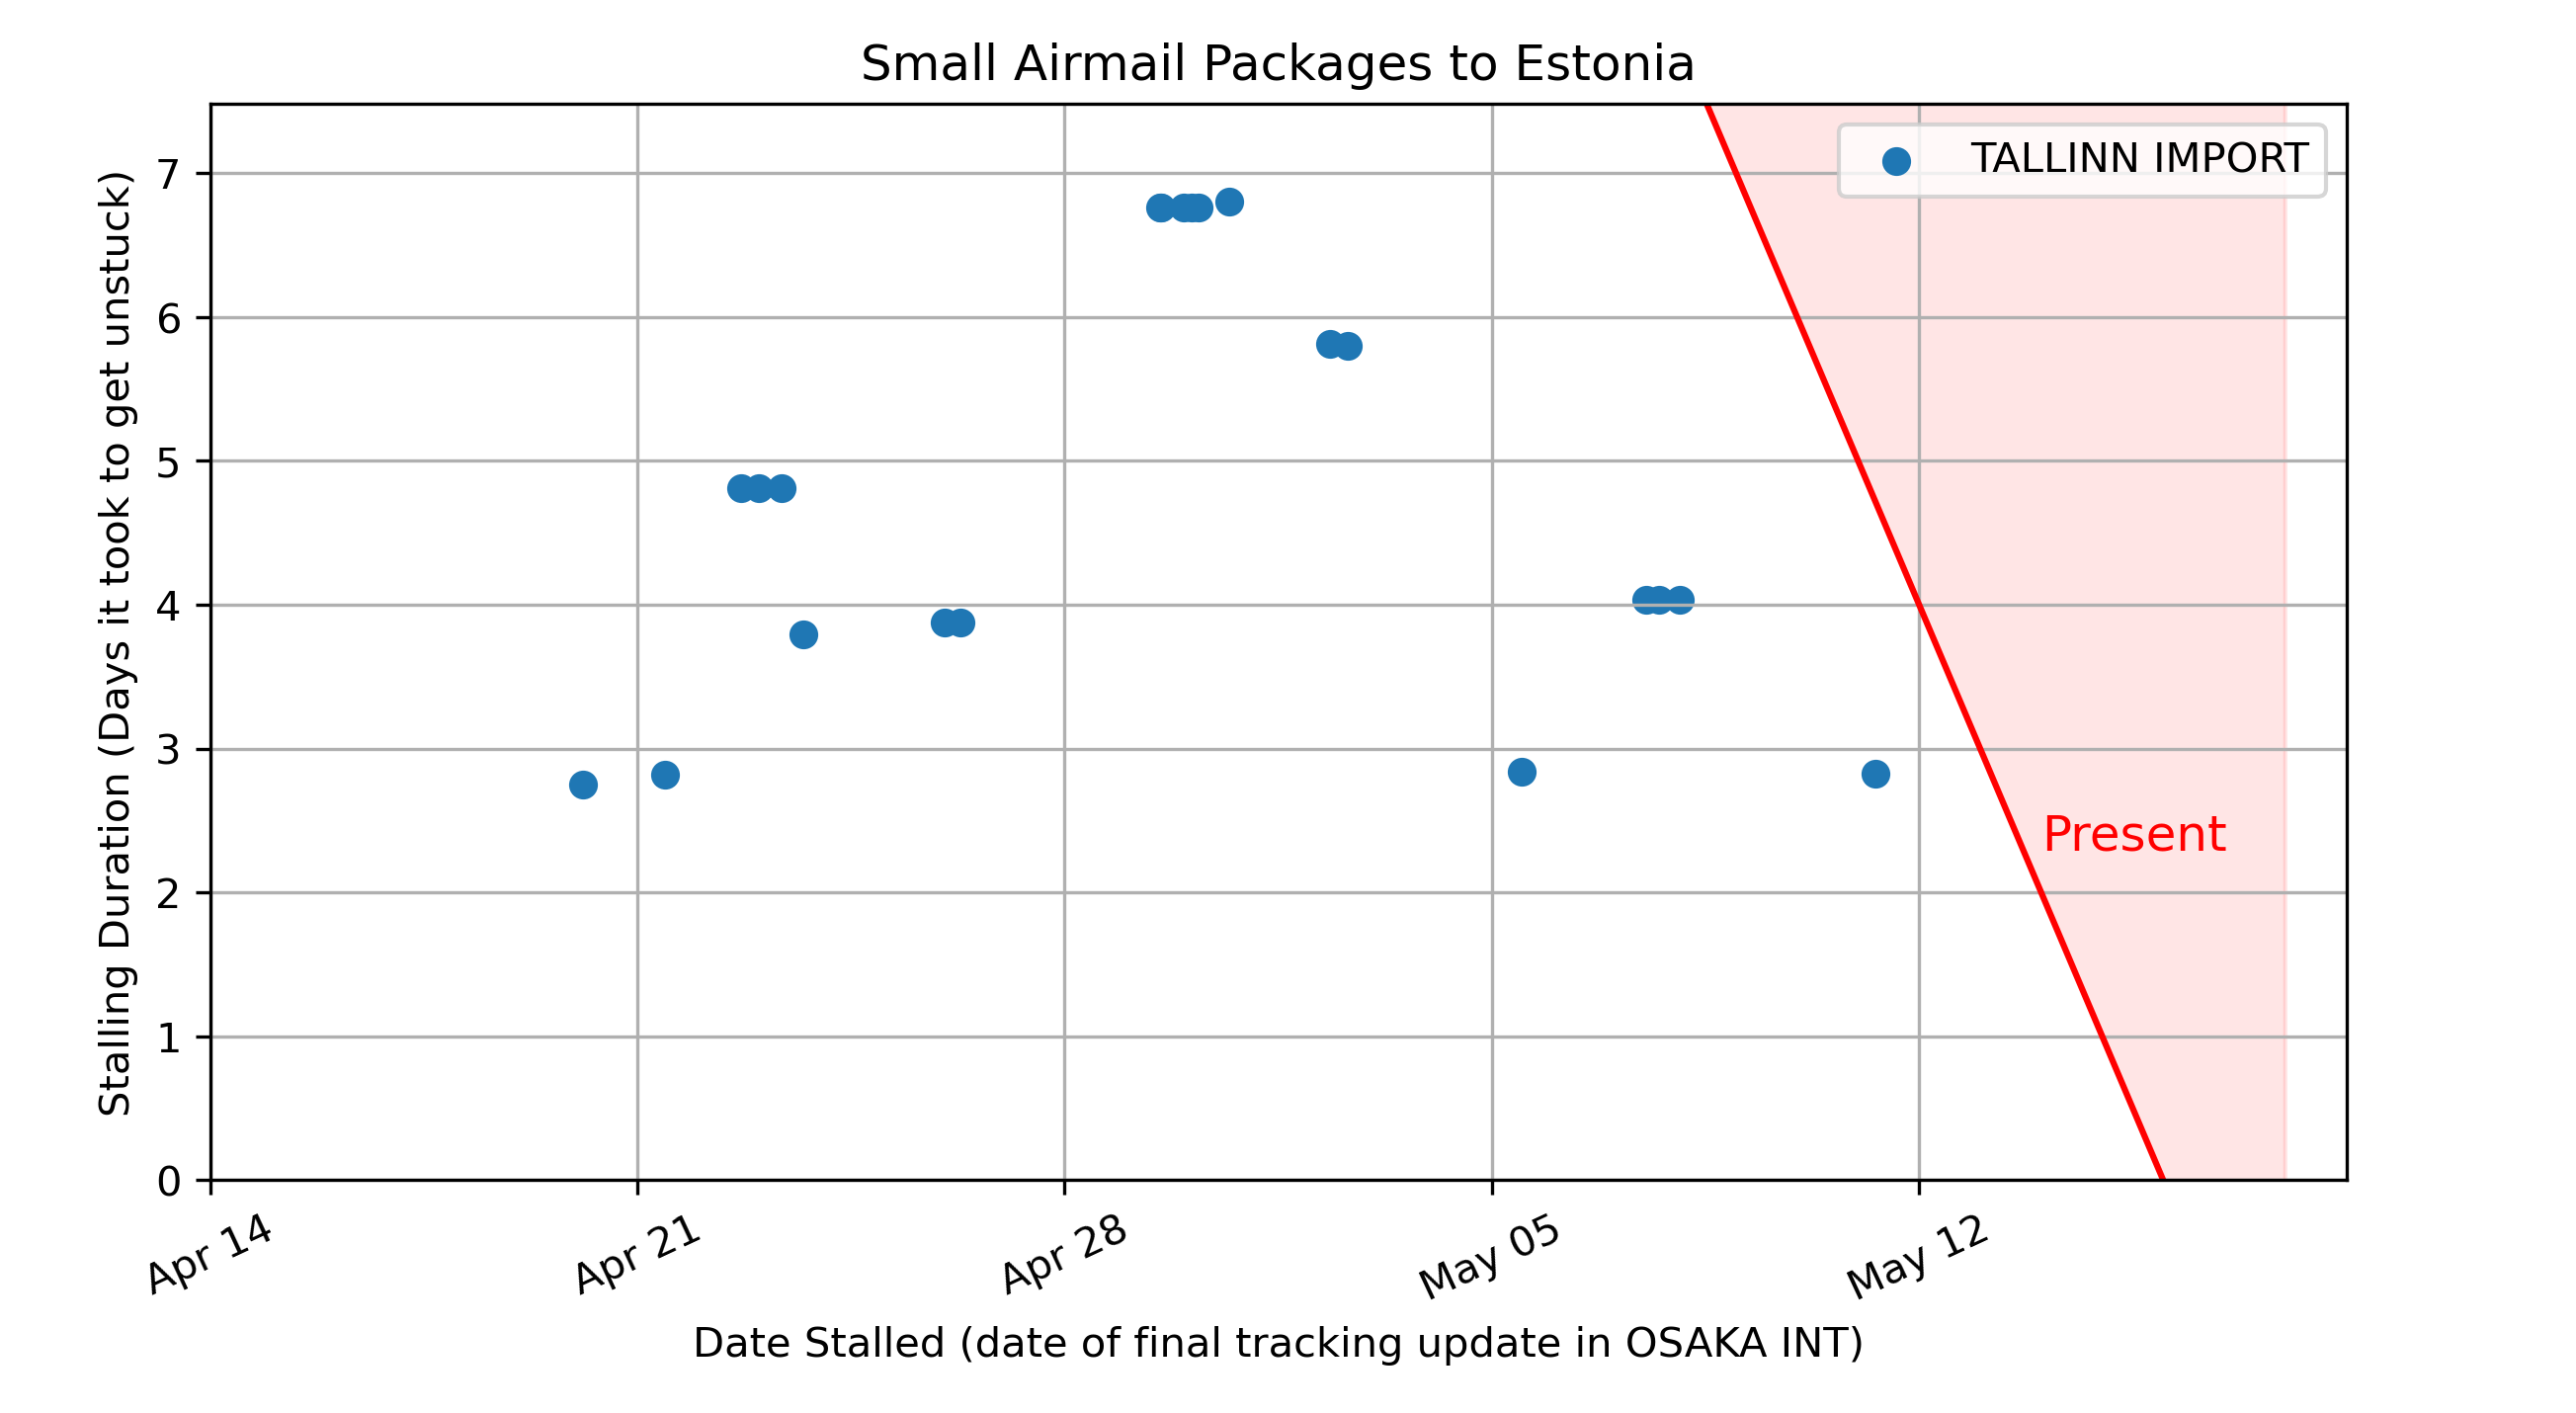 Small Airmail Packages to Estonia
TALLINN IMPORT
Stalling Duration (Days it took to get unstuck)
7
6
5
4
3
2
1
0
Present
Apr 14
Apr 21
Apr 28
May 05
May 12
Date Stalled (date of final tracking update in OSAKA INT)